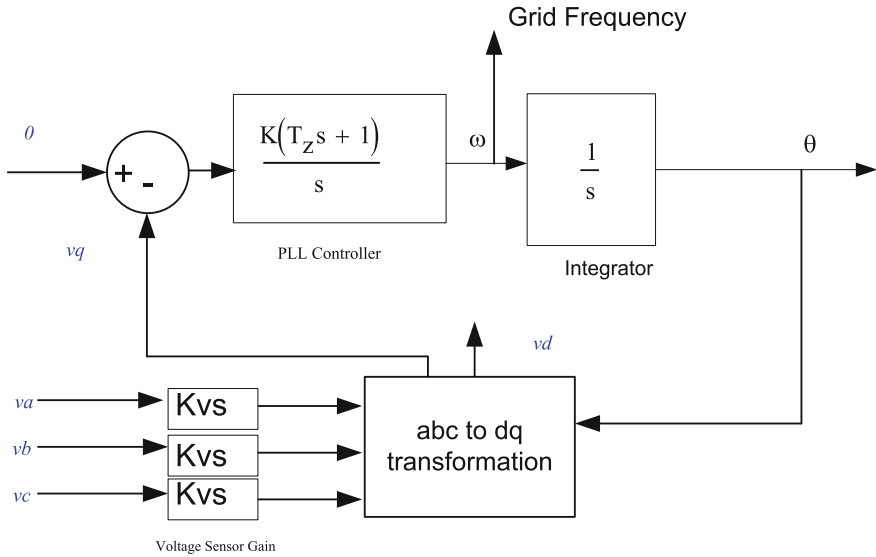 Grid Frequency
0
+
-
K(T_z s + 1)
s
ω
1
s
θ
vq
PLL Controller
Integrator
vd
va
Kvs
vb
Kvs
vc
Kvs
abc to dq
transformation
Voltage Sensor Gain